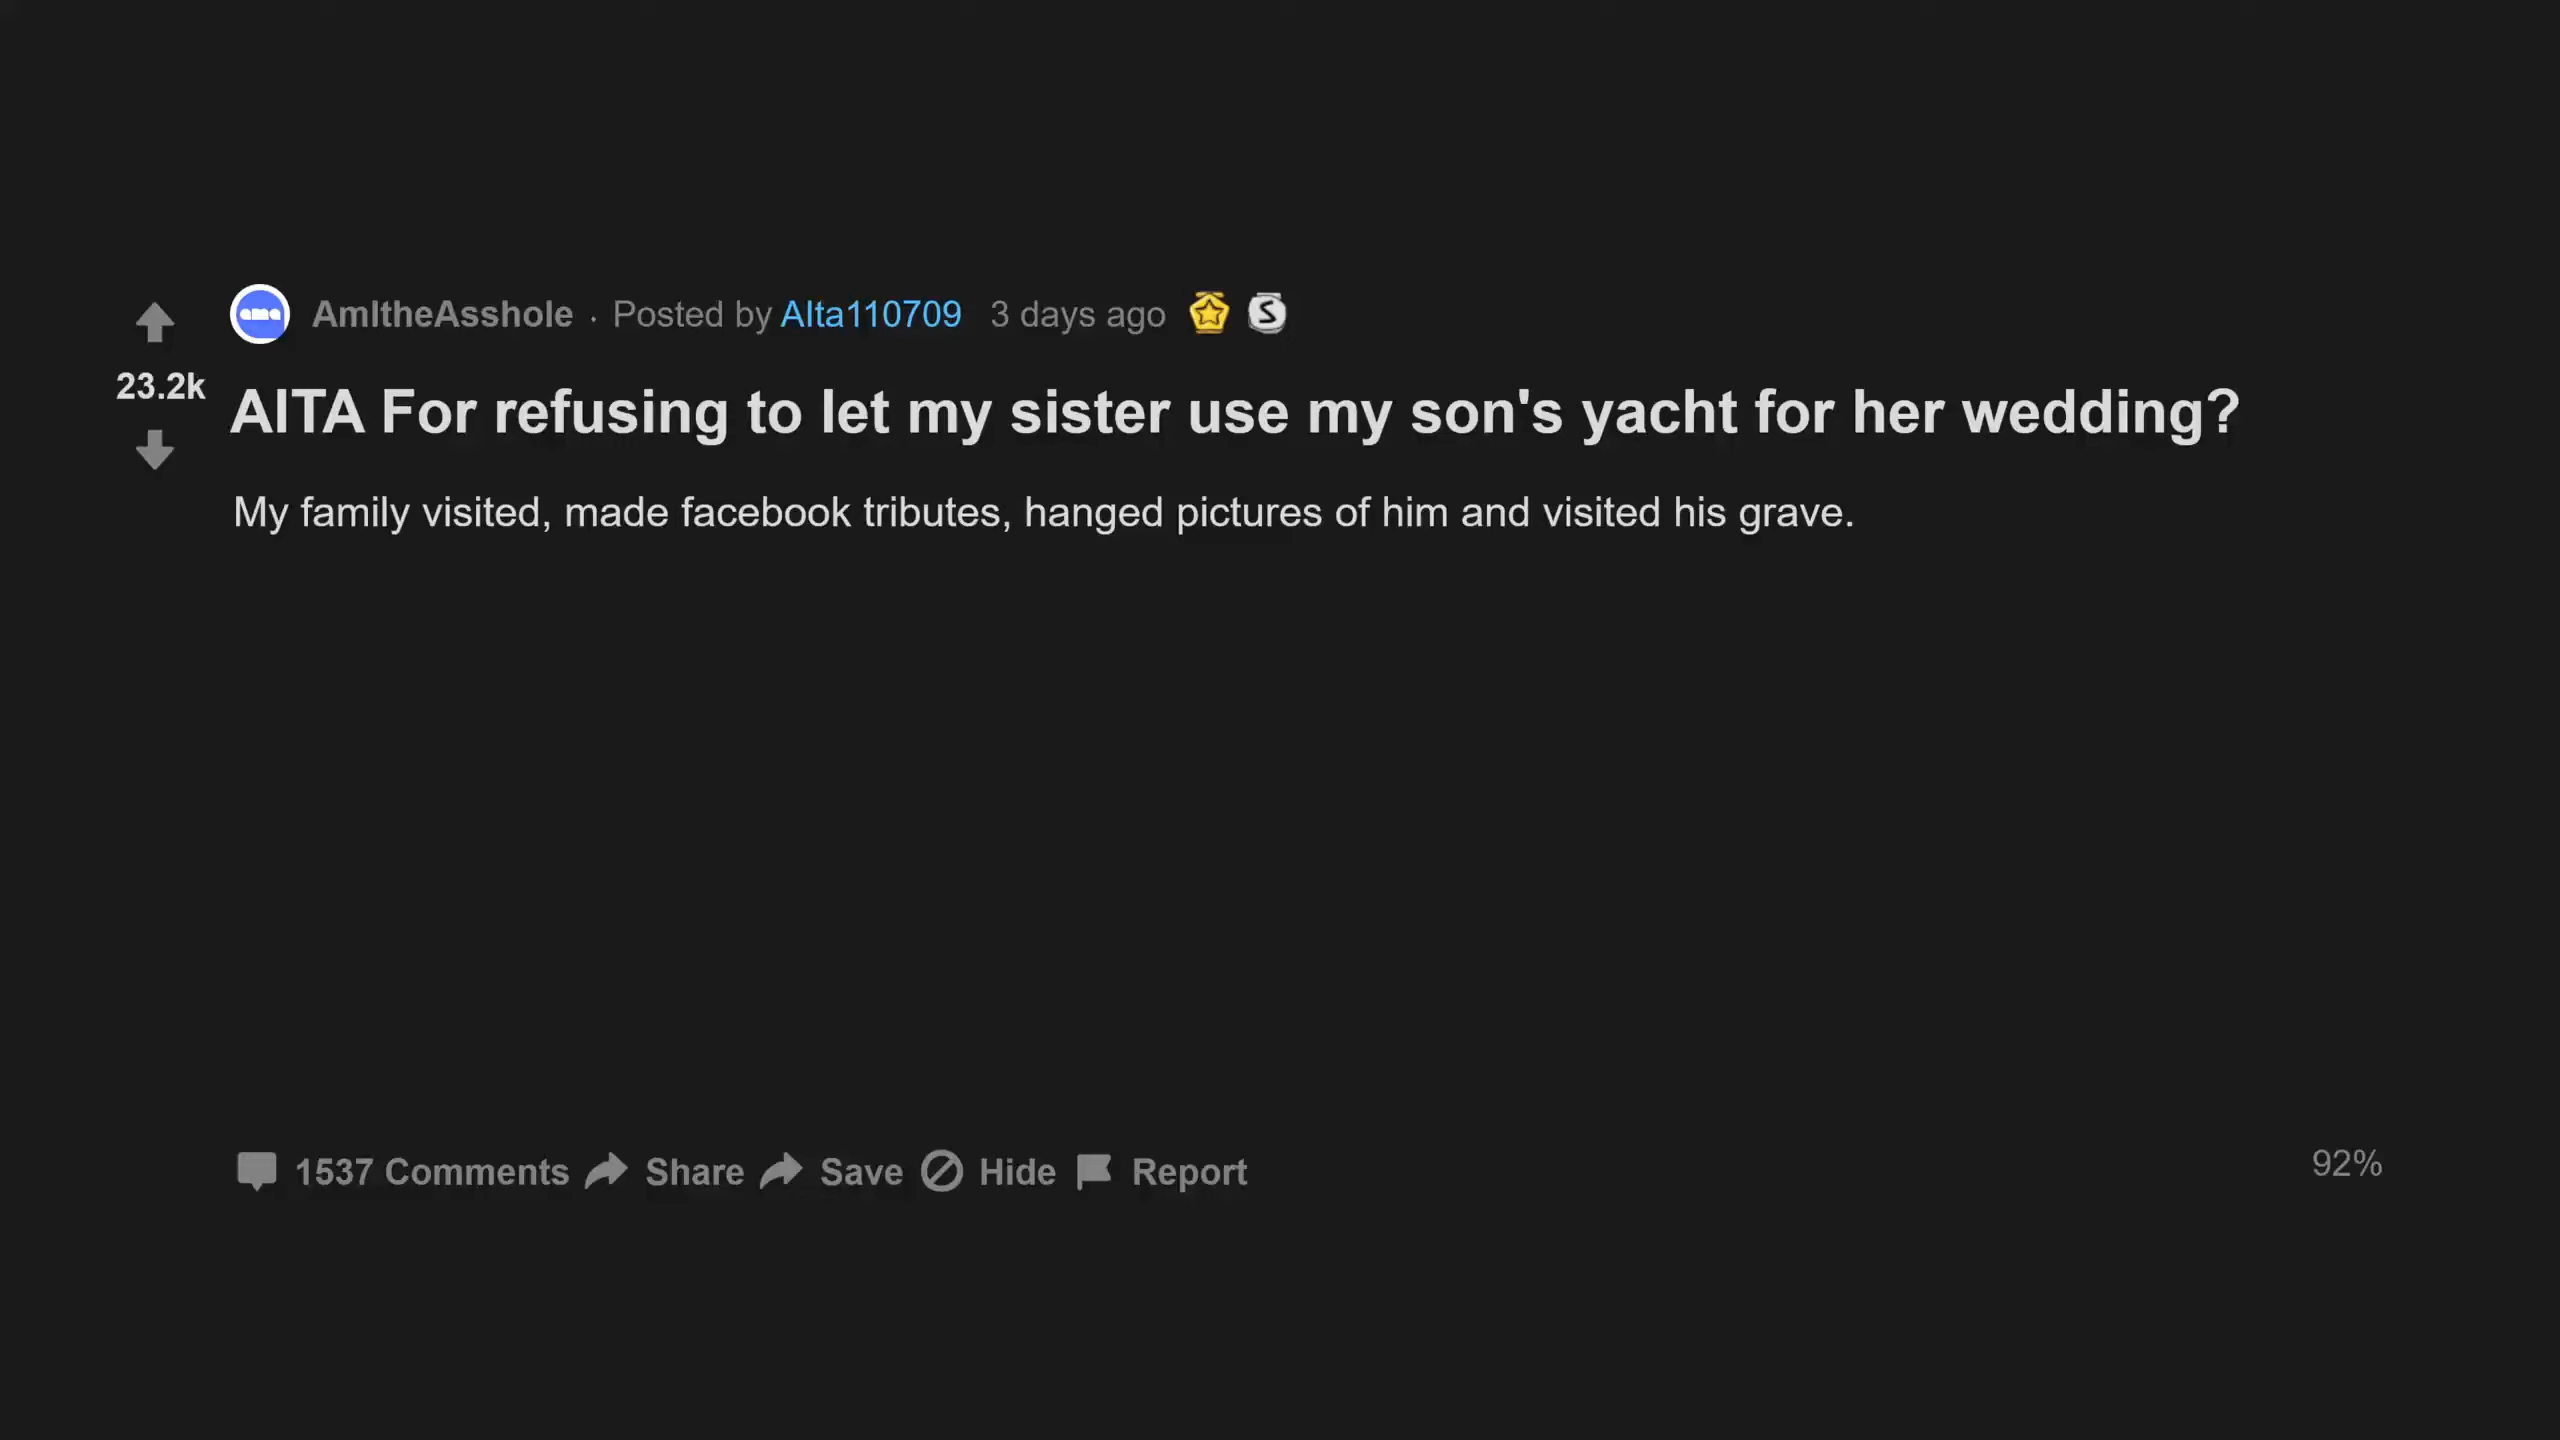 AmItheAsshole · Posted by Alta110709 3 days ago
23.2k
AITA For refusing to let my sister use my son's yacht for her wedding?
My family visited, made facebook tributes, hanged pictures of him and visited his grave.
1537 Comments Share Save Hide Report
92%